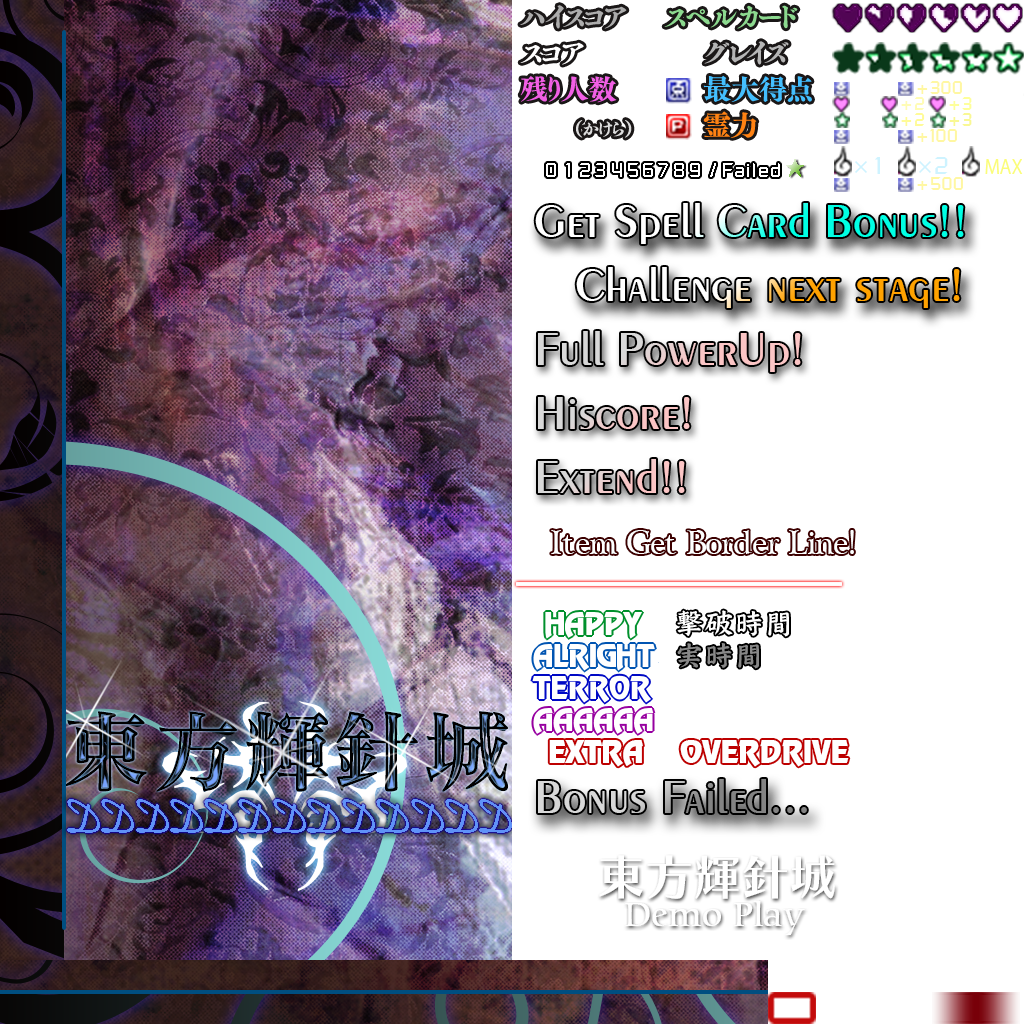 ハイスコア スペルカード
スコア グレイズ
残り人数 最大得点
(かけら) P 霊力
+300
+2 +3
+2 +3
+100
×1 ×2 MAX
+500
0123456789/Failed
Get Spell Card Bonus!!
Challenge next stage!
Full PowerUp!
Hiscore!
Extend!!
Item Get Border Line!
HAPPY 撃破時間
ALRIGHT 実時間
TERROR
AAAAAA
EXTRA OVERDRIVE
Bonus Failed...
東方輝針城
DDDDDDDDDDDDD
東方輝針城
Demo Play